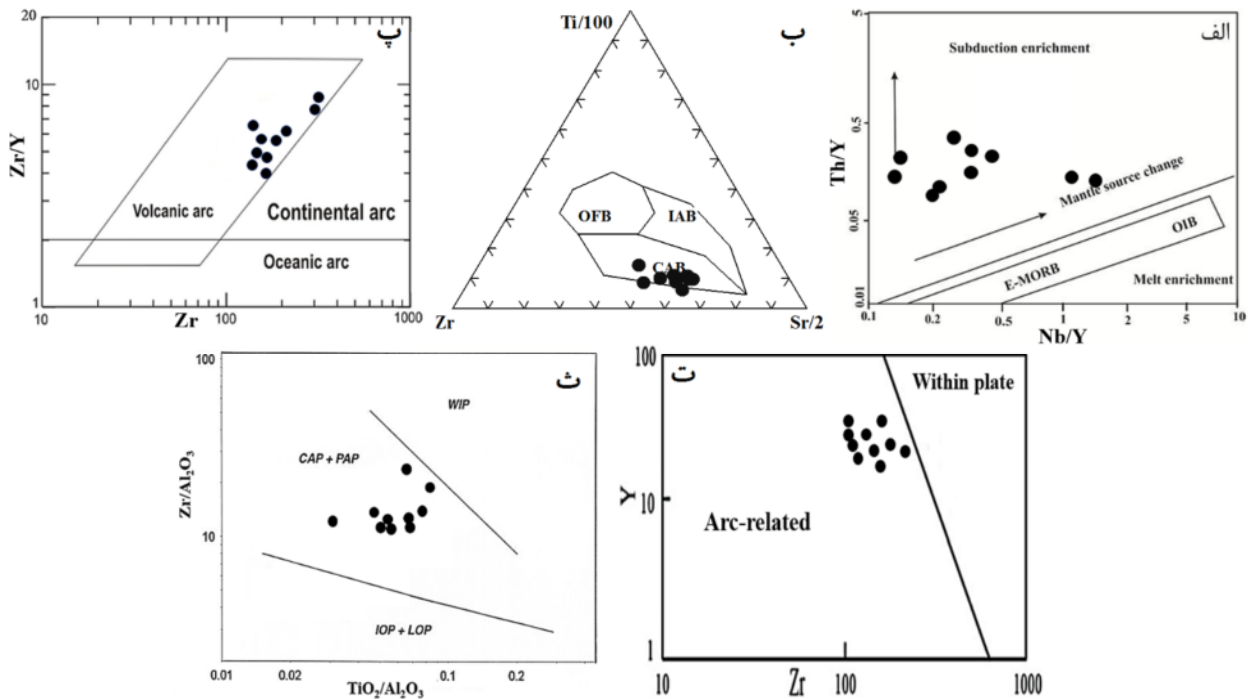 پ
20
10
1
Zr/Y
Volcanic arc
Continental arc
Oceanic arc
10
100
1000
Zr
ب
Ti/100
OFB
IAB
CAB
Zr
Sr/2
الف
5
0.5
0.05
0.01
Th/Y
Subduction enrichment
Mantle source change
OIB
E-MORB
Melt enrichment
0.1
0.2
0.5
1
2
5
10
Nb/Y
ث
100
10
Zr/Al₂O₃
WIP
CAP + PAP
IOP + LOP
0.01
0.02
0.1
0.2
TiO₂/Al₂O₃
ت
100
10
1
Y
Within plate
Arc-related
10
100
1000
Zr